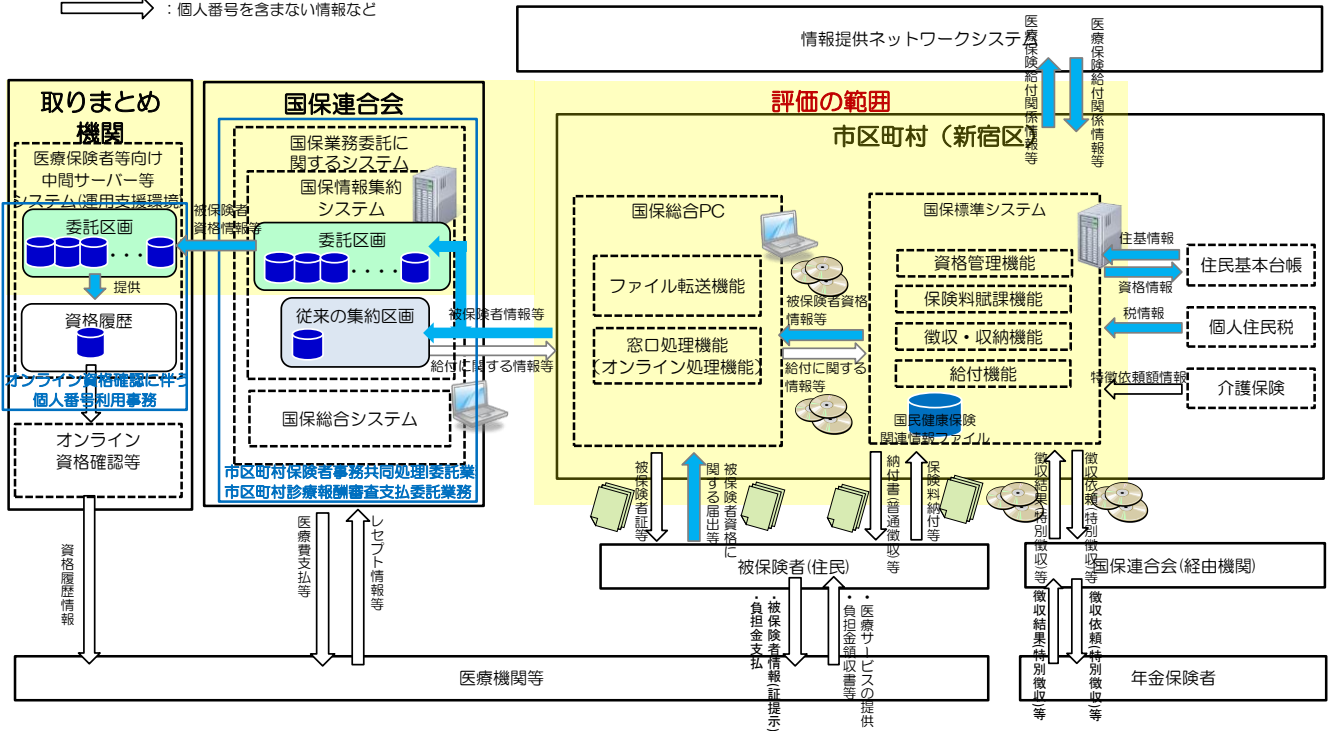 ：個人番号を含まない情報など
情報提供ネットワークシステム
医療保険給付関係情報等
医療保険給付関係情報等
評価の範囲
市区町村（新宿区）
取りまとめ
機関
医療保険者等向け
中間サーバー等
システム(運用支援環境
委託区画
・・・
提供
資格履歴
オンライン資格確認に伴う
個人番号利用事務
オンライン
資格確認等
被保険者
資格情報等
国保連合会
国保業務委託に
関するシステム
国保情報集約
システム
委託区画
・・・・
従来の集約区画
国保総合システム
市区町村保険者事務共同処理委託業
市区町村診療報酬審査支払委託業務
被保険者情報等
給付に関する情報等
国保総合PC
ファイル転送機能
窓口処理機能
（オンライン処理機能）
被保険者資格
情報等
給付に関する
情報等
国保標準システム
資格管理機能
保険料賦課機能
徴収・収納機能
給付機能
国民健康保険
関連情報ファイル
住基情報
資格情報
税情報
特徴依頼額情報
住民基本台帳
個人住民税
介護保険
被保険者証等
被保険者資格に
関する届出等
納付書(普通徴収)等
保険料納付等
徴収結果(特別徴収)等
徴収依頼(特別徴収)等
被保険者(住民)
国保連合会(経由機関)
資格履歴情報
医療費支払等
レセプト情報等
・被保険者情報(証提示)
・負担金支払
・医療サービスの提供
・負担金領収書等
徴収結果(特別徴収)等
徴収依頼(特別徴収)等
医療機関等
年金保険者